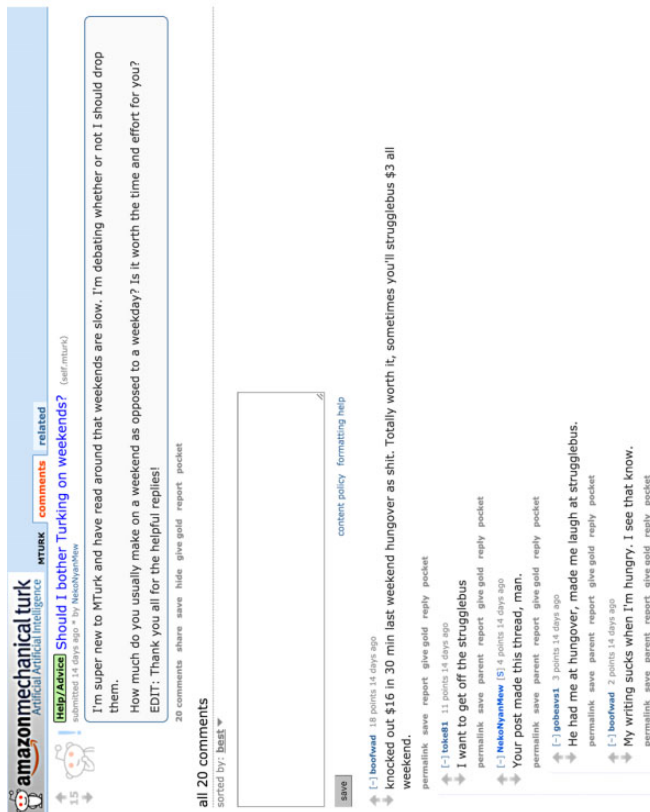 amazonmechanical turk
Artificial Artificial Intelligence
MTURK comments related
15
Help/Advice Should I bother Turking on weekends? (self.mturk)
submitted 14 days ago * by NekoNyanMew
I'm super new to MTurk and have read around that weekends are slow. I'm debating whether or not I should drop
them.
How much do you usually make on a weekend as opposed to a weekday? Is it worth the time and effort for you?
EDIT: Thank you all for the helpful replies!
20 comments share save hide give gold report pocket
all 20 comments
sorted by: best
content policy formatting help
save
[-] boofwad 18 points 14 days ago
knocked out $16 in 30 min last weekend hungover as shit. Totally worth it, sometimes you'll strugglebus $3 all
weekend.
permalink save report give gold reply pocket
[-] toke81 11 points 14 days ago
I want to get off the strugglebus
permalink save parent report give gold reply pocket
[-] NekoNyanMew [S] 4 points 14 days ago
Your post made this thread, man.
permalink save parent report give gold reply pocket
[-] gobeavs1 3 points 14 days ago
He had me at hungover, made me laugh at strugglebus.
permalink save parent report give gold reply pocket
[-] boofwad 2 points 14 days ago
My writing sucks when I'm hungry. I see that know.
permalink save parent report give gold reply pocket